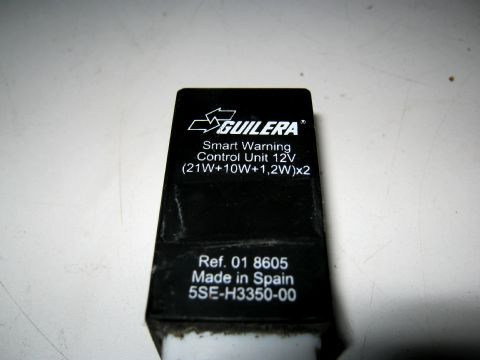 GUILERA®
Smart Warning
Control Unit 12V
(21W+10W+1,2W)x2
Ref. 01 8605
Made in Spain
5SE-H3350-00